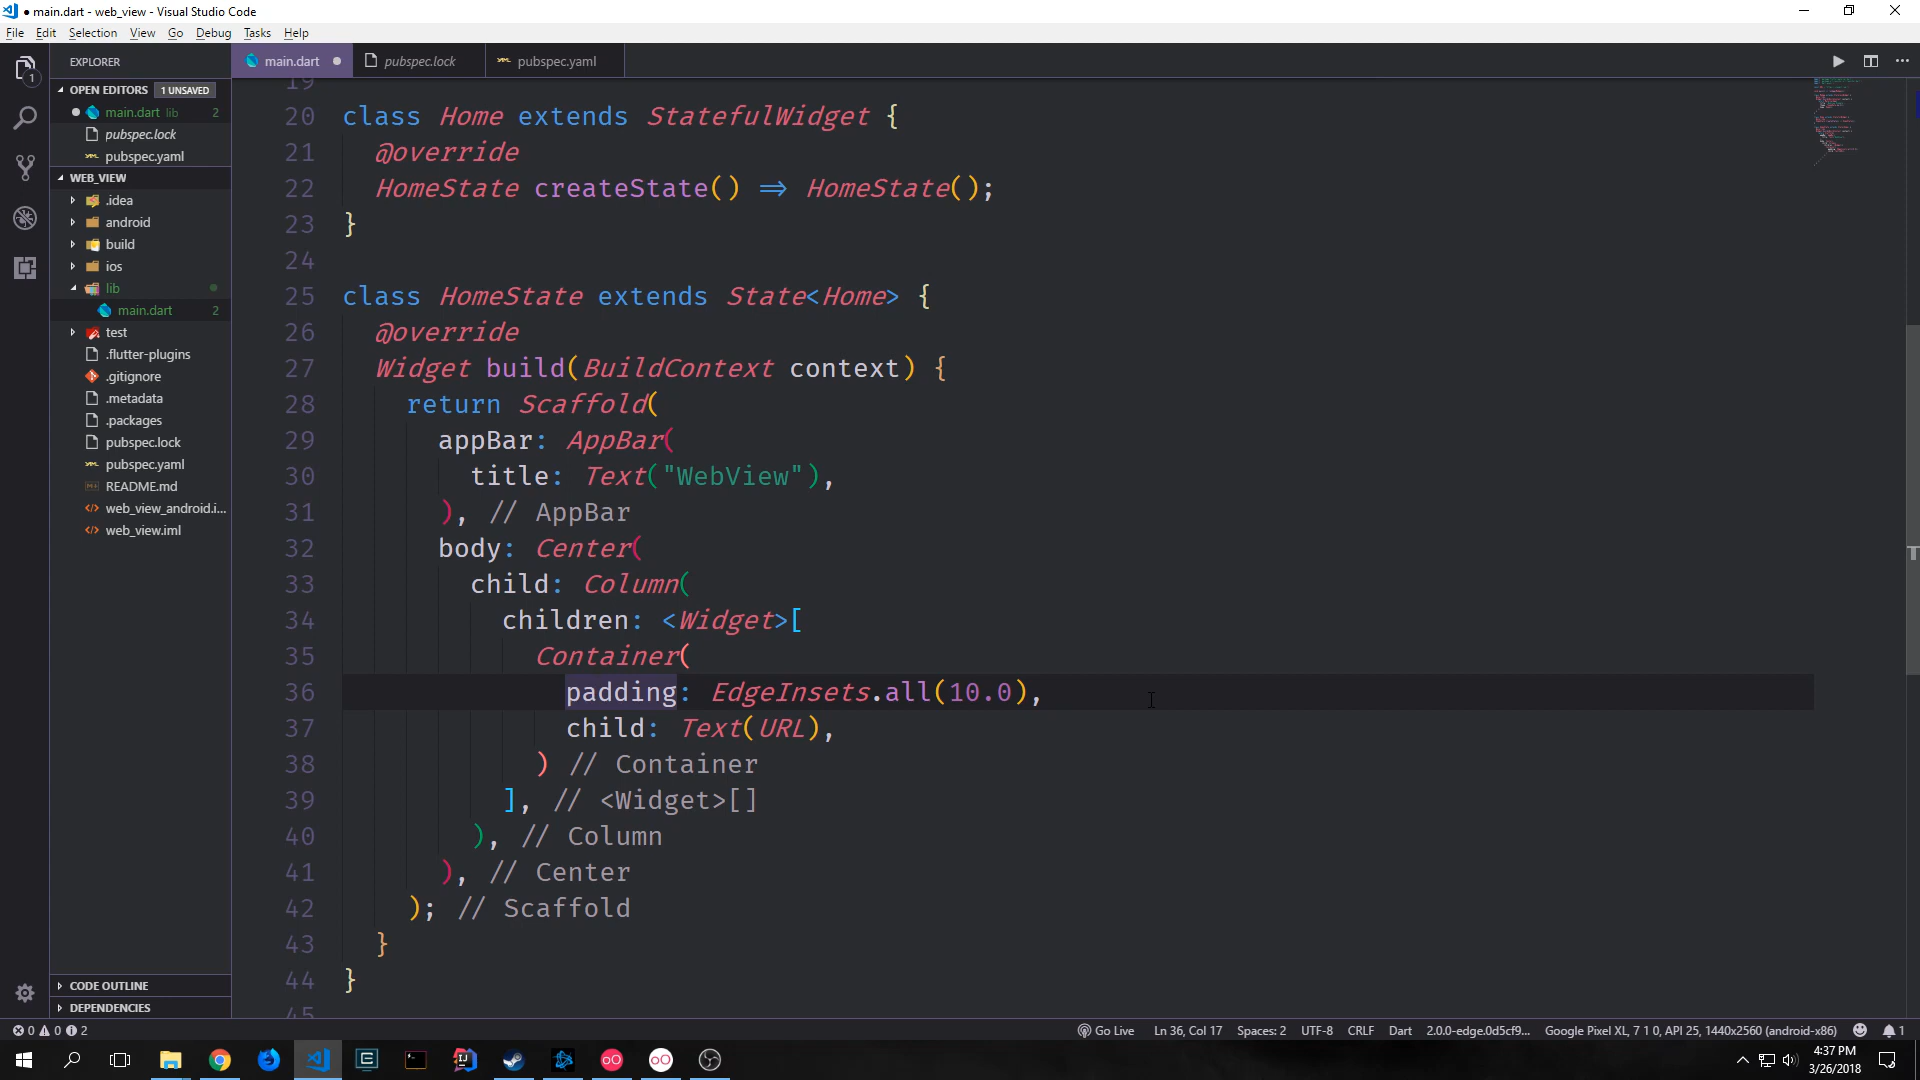 ● main.dart - web_view - Visual Studio Code
File Edit Selection View Go Debug Tasks Help
EXPLORER
main.dart ●
pubspec.lock
pubspec.yaml
1
OPEN EDITORS 1 UNSAVED
● main.dart lib 2
pubspec.lock
pubspec.yaml
WEB_VIEW
.idea
android
build
ios
lib
main.dart 2
test
.flutter-plugins
.gitignore
.metadata
.packages
pubspec.lock
pubspec.yaml
README.md
web_view_android.i...
web_view.iml
CODE OUTLINE
DEPENDENCIES
19
20 class Home extends StatefulWidget {
21 @override
22 HomeState createState() => HomeState();
23 }
24
25 class HomeState extends State<Home> {
26 @override
27 Widget build(BuildContext context) {
28 return Scaffold(
29 appBar: AppBar(
30 title: Text("WebView"),
31 ), // AppBar
32 body: Center(
33 child: Column(
34 children: <Widget>[
35 Container(
36 padding: EdgeInsets.all(10.0),
37 child: Text(URL),
38 ) // Container
39 ], // <Widget>[]
40 ), // Column
41 ), // Center
42 ); // Scaffold
43 }
44 }
45
0 0 2
Go Live Ln 36, Col 17 Spaces: 2 UTF-8 CRLF Dart 2.0.0-edge.0d5cf9... Google Pixel XL, 7 1 0, API 25, 1440x2560 (android-x86) 1
4:37 PM
3/26/2018